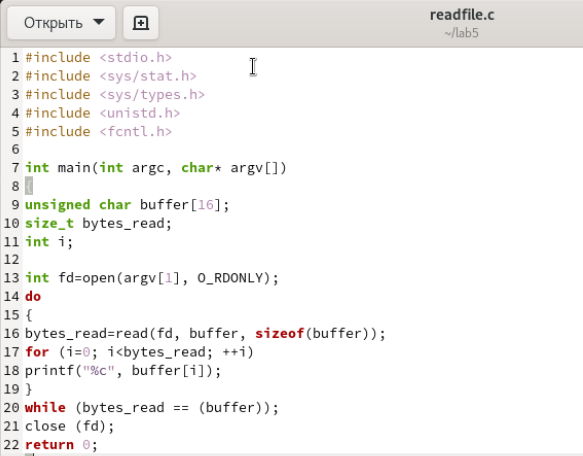 Открыть
readfile.c
~/lab5
1 #include <stdio.h>
2 #include <sys/stat.h>
3 #include <sys/types.h>
4 #include <unistd.h>
5 #include <fcntl.h>
6
7 int main(int argc, char* argv[])
8 {
9 unsigned char buffer[16];
10 size_t bytes_read;
11 int i;
12
13 int fd=open(argv[1], O_RDONLY);
14 do
15 {
16 bytes_read=read(fd, buffer, sizeof(buffer));
17 for (i=0; i<bytes_read; ++i)
18 printf("%c", buffer[i]);
19 }
20 while (bytes_read == (buffer));
21 close (fd);
22 return 0;